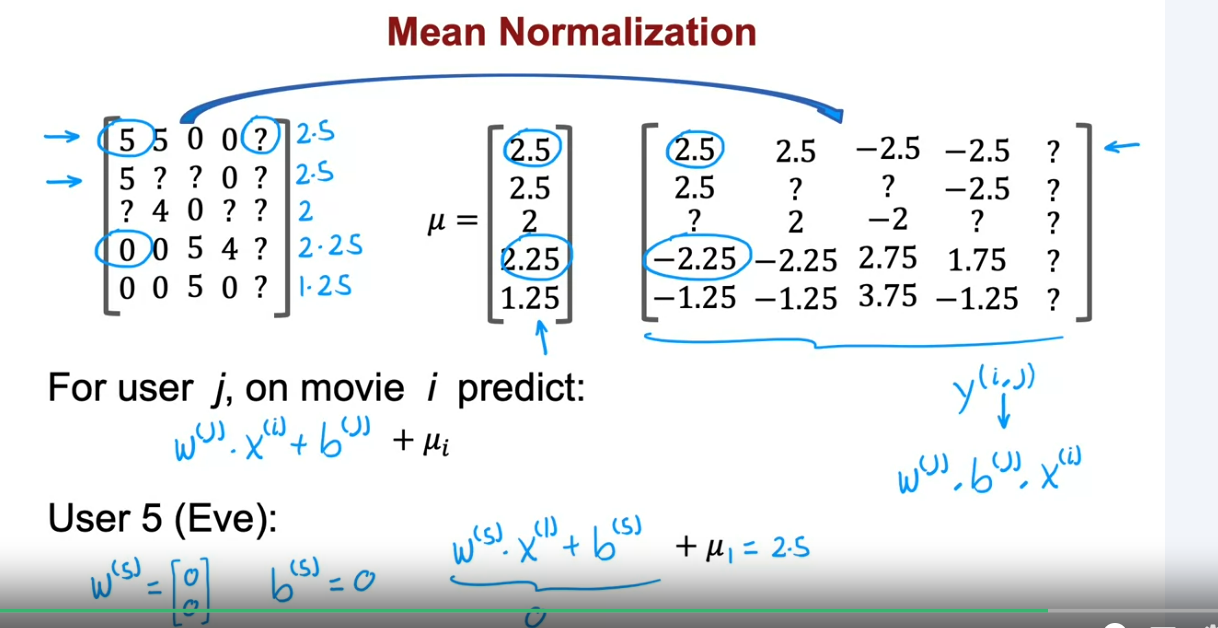 Mean Normalization
→ 5 5 0 0 ? 2.5
→ 5 ? ? 0 ? 2.5
? 4 0 ? ? 2
0 0 5 4 ? 2.25
0 0 5 0 ? 1.25
μ =
2.5
2.5
2
2.25
1.25
2.5 2.5 −2.5 −2.5 ? ←
2.5 ? ? −2.5 ?
? 2 −2 ? ?
−2.25 −2.25 2.75 1.75 ?
−1.25 −1.25 3.75 −1.25 ?
For user j, on movie i predict:
w⁽ʲ⁾ · x⁽ⁱ⁾ + b⁽ʲ⁾ + μᵢ
y⁽ⁱ,ʲ⁾
↓
w⁽ʲ⁾, b⁽ʲ⁾, x⁽ⁱ⁾
User 5 (Eve):
w⁽⁵⁾ = [0 0] b⁽⁵⁾ = 0
w⁽⁵⁾ · x⁽¹⁾ + b⁽⁵⁾ + μ₁ = 2.5
0